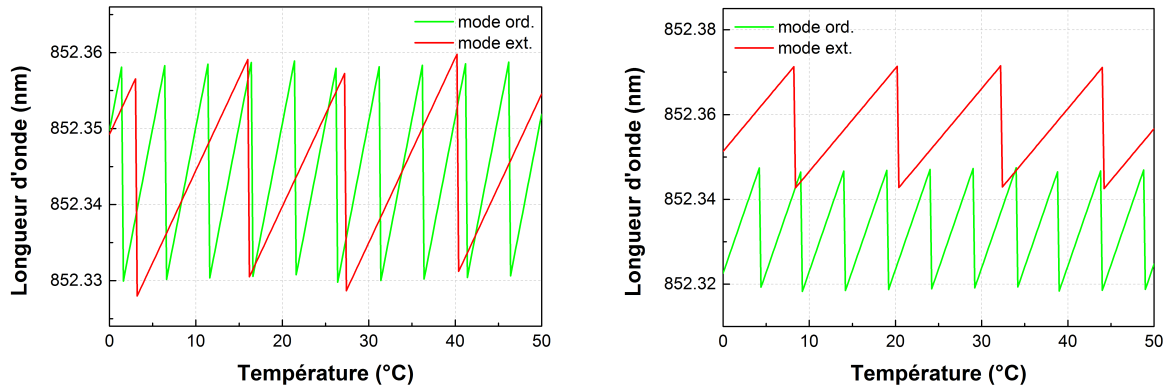 mode ord.
mode ext.
Longueur d'onde (nm)
852.36
852.35
852.34
852.33
0
10
20
30
40
50
Température (°C)
mode ord.
mode ext.
Longueur d'onde (nm)
852.38
852.36
852.34
852.32
0
10
20
30
40
50
Température (°C)